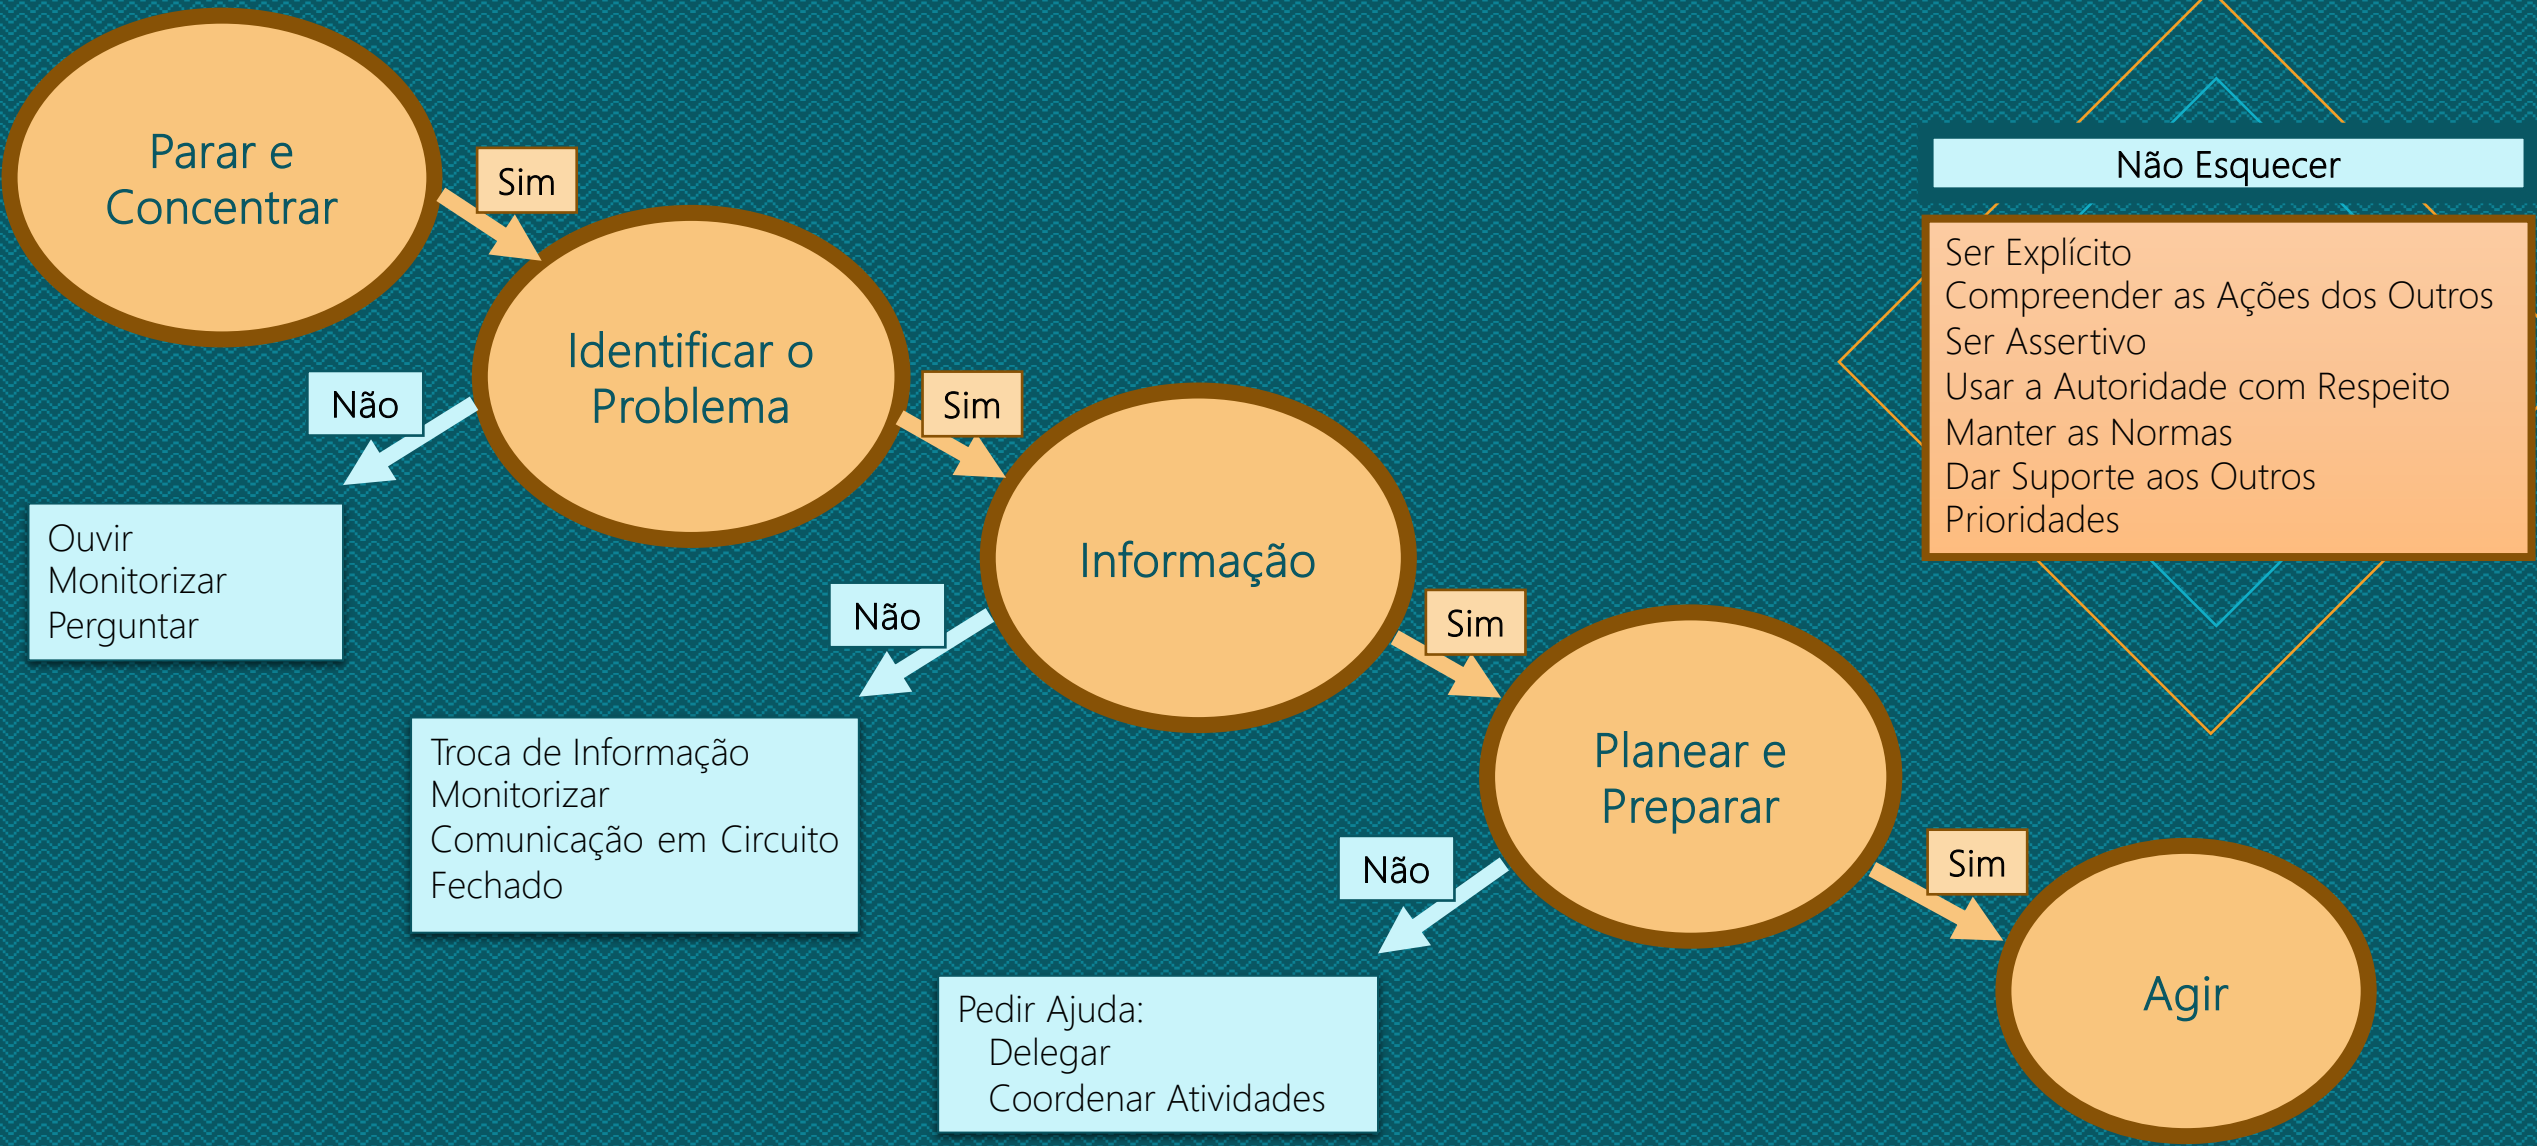 Parar e
Concentrar
Sim
Identificar o
Problema
Não
Ouvir
Monitorizar
Perguntar
Sim
Informação
Não
Troca de Informação
Monitorizar
Comunicação em Circuito
Fechado
Sim
Planear e
Preparar
Não
Pedir Ajuda:
Delegar
Coordenar Atividades
Sim
Agir
Não Esquecer
Ser Explícito
Compreender as Ações dos Outros
Ser Assertivo
Usar a Autoridade com Respeito
Manter as Normas
Dar Suporte aos Outros
Prioridades